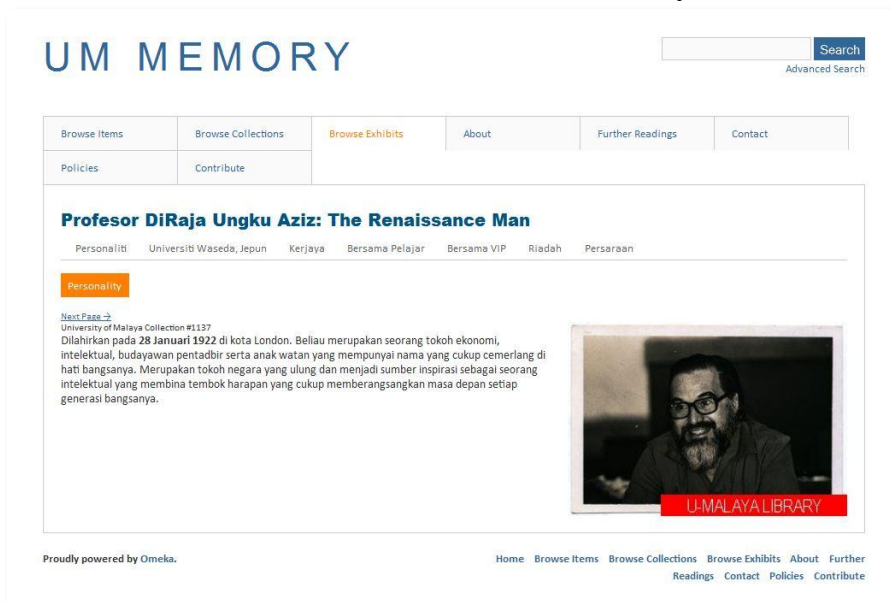 UM MEMORY
Search
Advanced Search
Browse Items
Browse Collections
Browse Exhibits
About
Further Readings
Contact
Policies
Contribute
Profesor DiRaja Ungku Aziz: The Renaissance Man
Personaliti Universiti Waseda, Jepun Kerjaya Bersama Pelajar Bersama VIP Riadah Persaraan
Personality
Next Page →
University of Malaya Collection #1137
Dilahirkan pada 28 Januari 1922 di kota London. Beliau merupakan seorang tokoh ekonomi,
intelektual, budayawan pentadbir serta anak watan yang mempunyai nama yang cukup cemerlang di
hati bangsanya. Merupakan tokoh negara yang ulung dan menjadi sumber inspirasi sebagai seorang
intelektual yang membina tembok harapan yang cukup memberangsangkan masa depan setiap
generasi bangsanya.
U-MALAYA LIBRARY
Proudly powered by Omeka.
Home Browse Items Browse Collections Browse Exhibits About Further
Readings Contact Policies Contribute